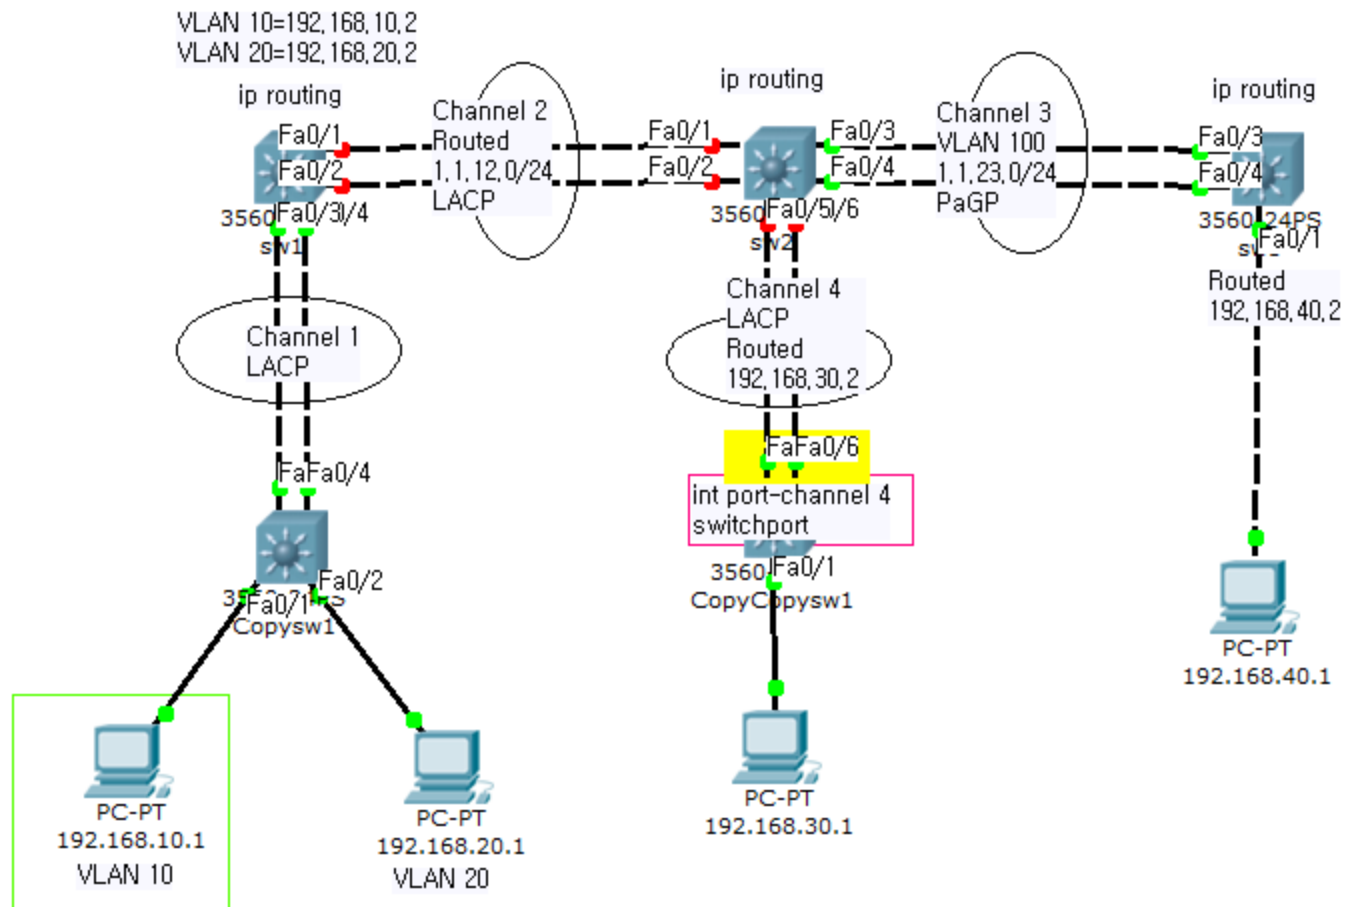 VLAN 10=192,168,10,2
VLAN 20=192,168,20,2
ip routing
ip routing
ip routing
Channel 2
Routed
1,1,12,0/24
LACP
Channel 3
VLAN 100
1,1,23,0/24
PaGP
Fa0/1
Fa0/2
Fa0/1
Fa0/2
Fa0/3
Fa0/4
Fa0/3
Fa0/4
Fa0/3)/4
3560
sw1
Fa0/5)/6
3560
sw2
3560-24PS
Fa0/1
Routed
192,168,40,2
Channel 1
LACP
Channel 4
LACP
Routed
192,168,30,2
FaFa0/4
FaFa0/6
int port-channel 4
switchport
Fa0/2
Fa0/1
Copysw1
3560
Fa0/1
CopyCopysw1
PC-PT
192.168.40.1
PC-PT
192.168.10.1
VLAN 10
PC-PT
192.168.20.1
VLAN 20
PC-PT
192.168.30.1